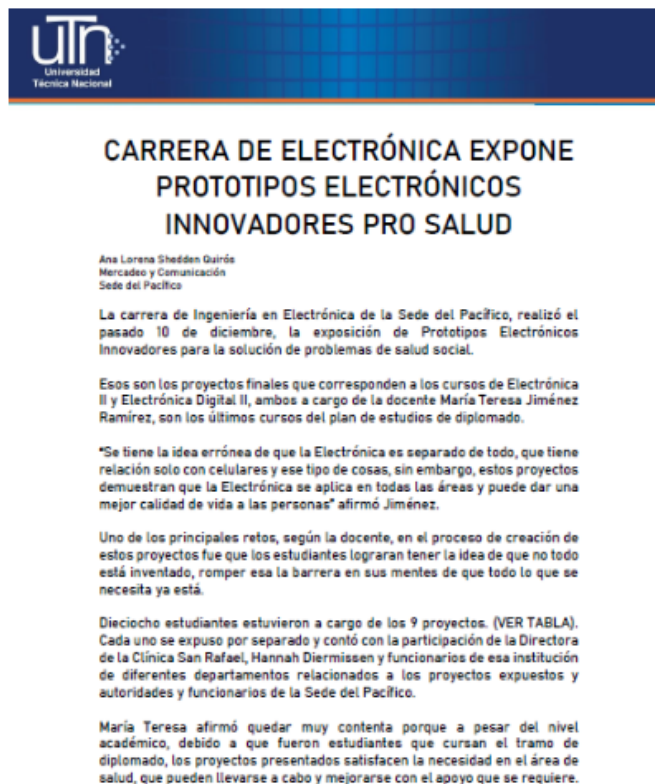 UTn
Universidad
Técnica Nacional
CARRERA DE ELECTRÓNICA EXPONE
PROTOTIPOS ELECTRÓNICOS
INNOVADORES PRO SALUD
Ana Lorena Shedden Quirós
Mercadeo y Comunicación
Sede del Pacífico
La carrera de Ingeniería en Electrónica de la Sede del Pacífico, realizó el
pasado 10 de diciembre, la exposición de Prototipos Electrónicos
Innovadores para la solución de problemas de salud social.
Esos son los proyectos finales que corresponden a los cursos de Electrónica
II y Electrónica Digital II, ambos a cargo de la docente María Teresa Jiménez
Ramírez, son los últimos cursos del plan de estudios de diplomado.
"Se tiene la idea errónea de que la Electrónica es separado de todo, que tiene
relación solo con celulares y ese tipo de cosas, sin embargo, estos proyectos
demuestran que la Electrónica se aplica en todas las áreas y puede dar una
mejor calidad de vida a las personas" afirmó Jiménez.
Uno de los principales retos, según la docente, en el proceso de creación de
estos proyectos fue que los estudiantes lograran tener la idea de que no todo
está inventado, romper esa la barrera en sus mentes de que todo lo que se
necesita ya está.
Dieciocho estudiantes estuvieron a cargo de los 9 proyectos. (VER TABLA).
Cada uno se expuso por separado y contó con la participación de la Directora
de la Clínica San Rafael, Hannah Diermissen y funcionarios de esa institución
de diferentes departamentos relacionados a los proyectos expuestos y
autoridades y funcionarios de la Sede del Pacífico.
María Teresa afirmó quedar muy contenta porque a pesar del nivel
académico, debido a que fueron estudiantes que cursan el tramo de
diplomado, los proyectos presentados satisfacen la necesidad en el área de
salud, que pueden llevarse a cabo y mejorarse con el apoyo que se requiere.